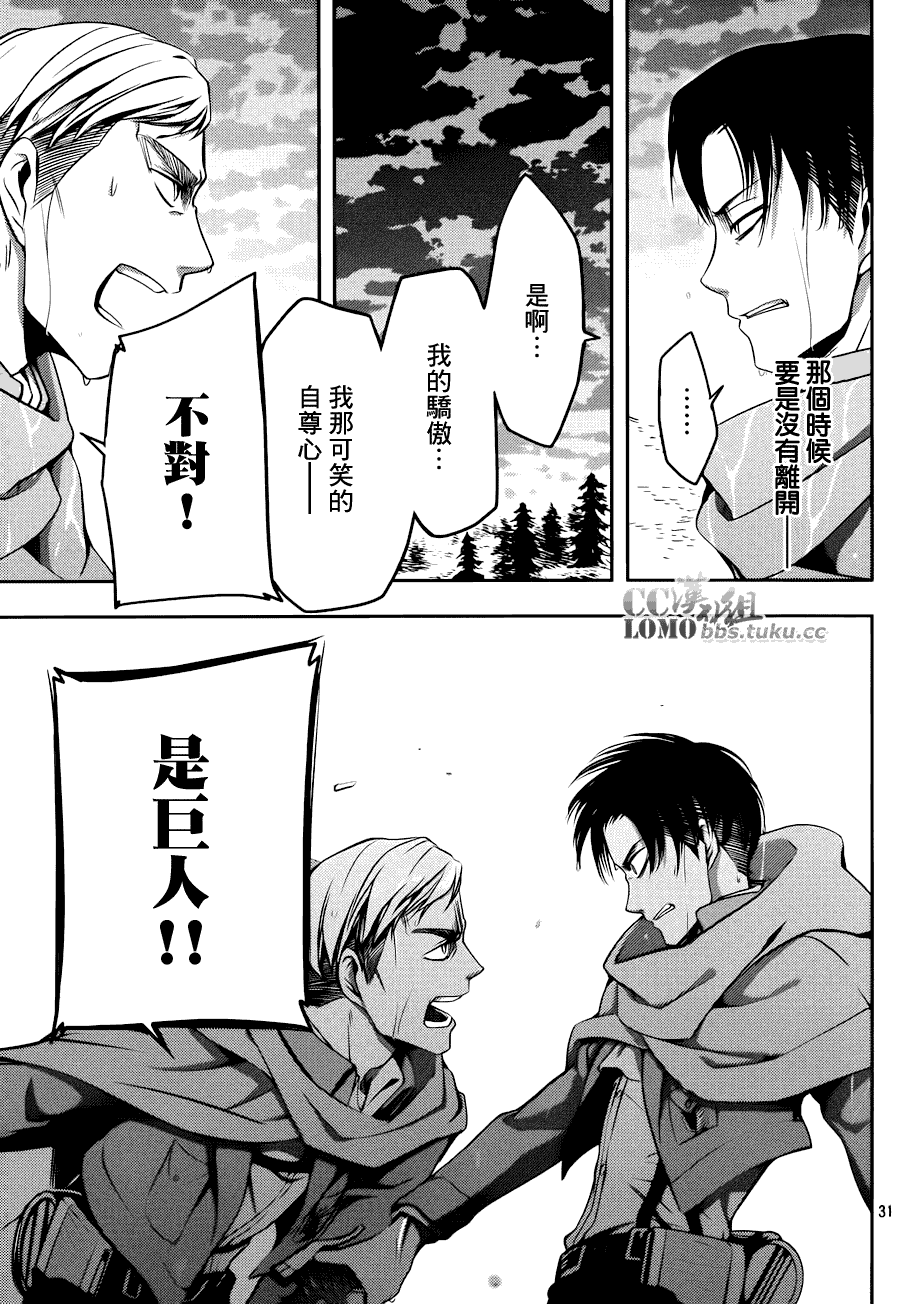 那個時候
要是沒有離開──
……
是啊…
我的驕傲…
我那可笑的
自尊心──
不對！
CC漢化組
LOMO bbs.tuku.cc
是巨人!!
31